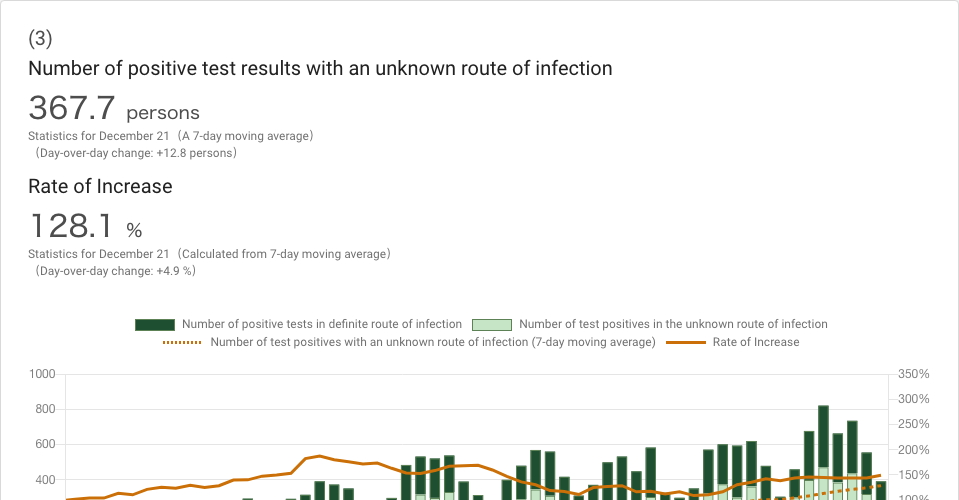 (3)
Number of positive test results with an unknown route of infection
367.7 persons
Statistics for December 21（A 7-day moving average）
（Day-over-day change: +12.8 persons）
Rate of Increase
128.1 %
Statistics for December 21（Calculated from 7-day moving average）
（Day-over-day change: +4.9 %）
Number of positive tests in definite route of infection Number of test positives in the unknown route of infection
Number of test positives with an unknown route of infection (7-day moving average) Rate of Increase
1000 350%
300%
800
250%
600 200%
400 150%
100%